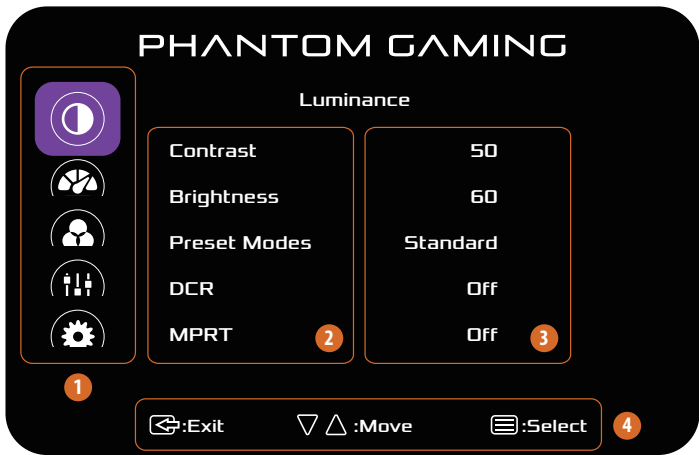 PHANTOM GAMING
Luminance
Contrast 50
Brightness 60
Preset Modes Standard
DCR Off
MPRT 2 Off 3
1
:Exit :Move :Select 4